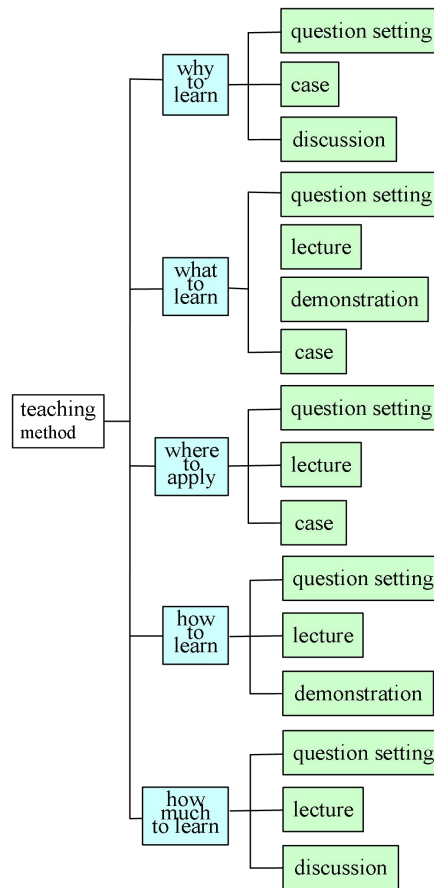 question setting
why
to
learn
case
discussion
question setting
lecture
what
to
learn
demonstration
case
teaching
method
question setting
where
to
apply
lecture
case
question setting
how
to
learn
lecture
demonstration
question setting
how
much
to learn
lecture
discussion